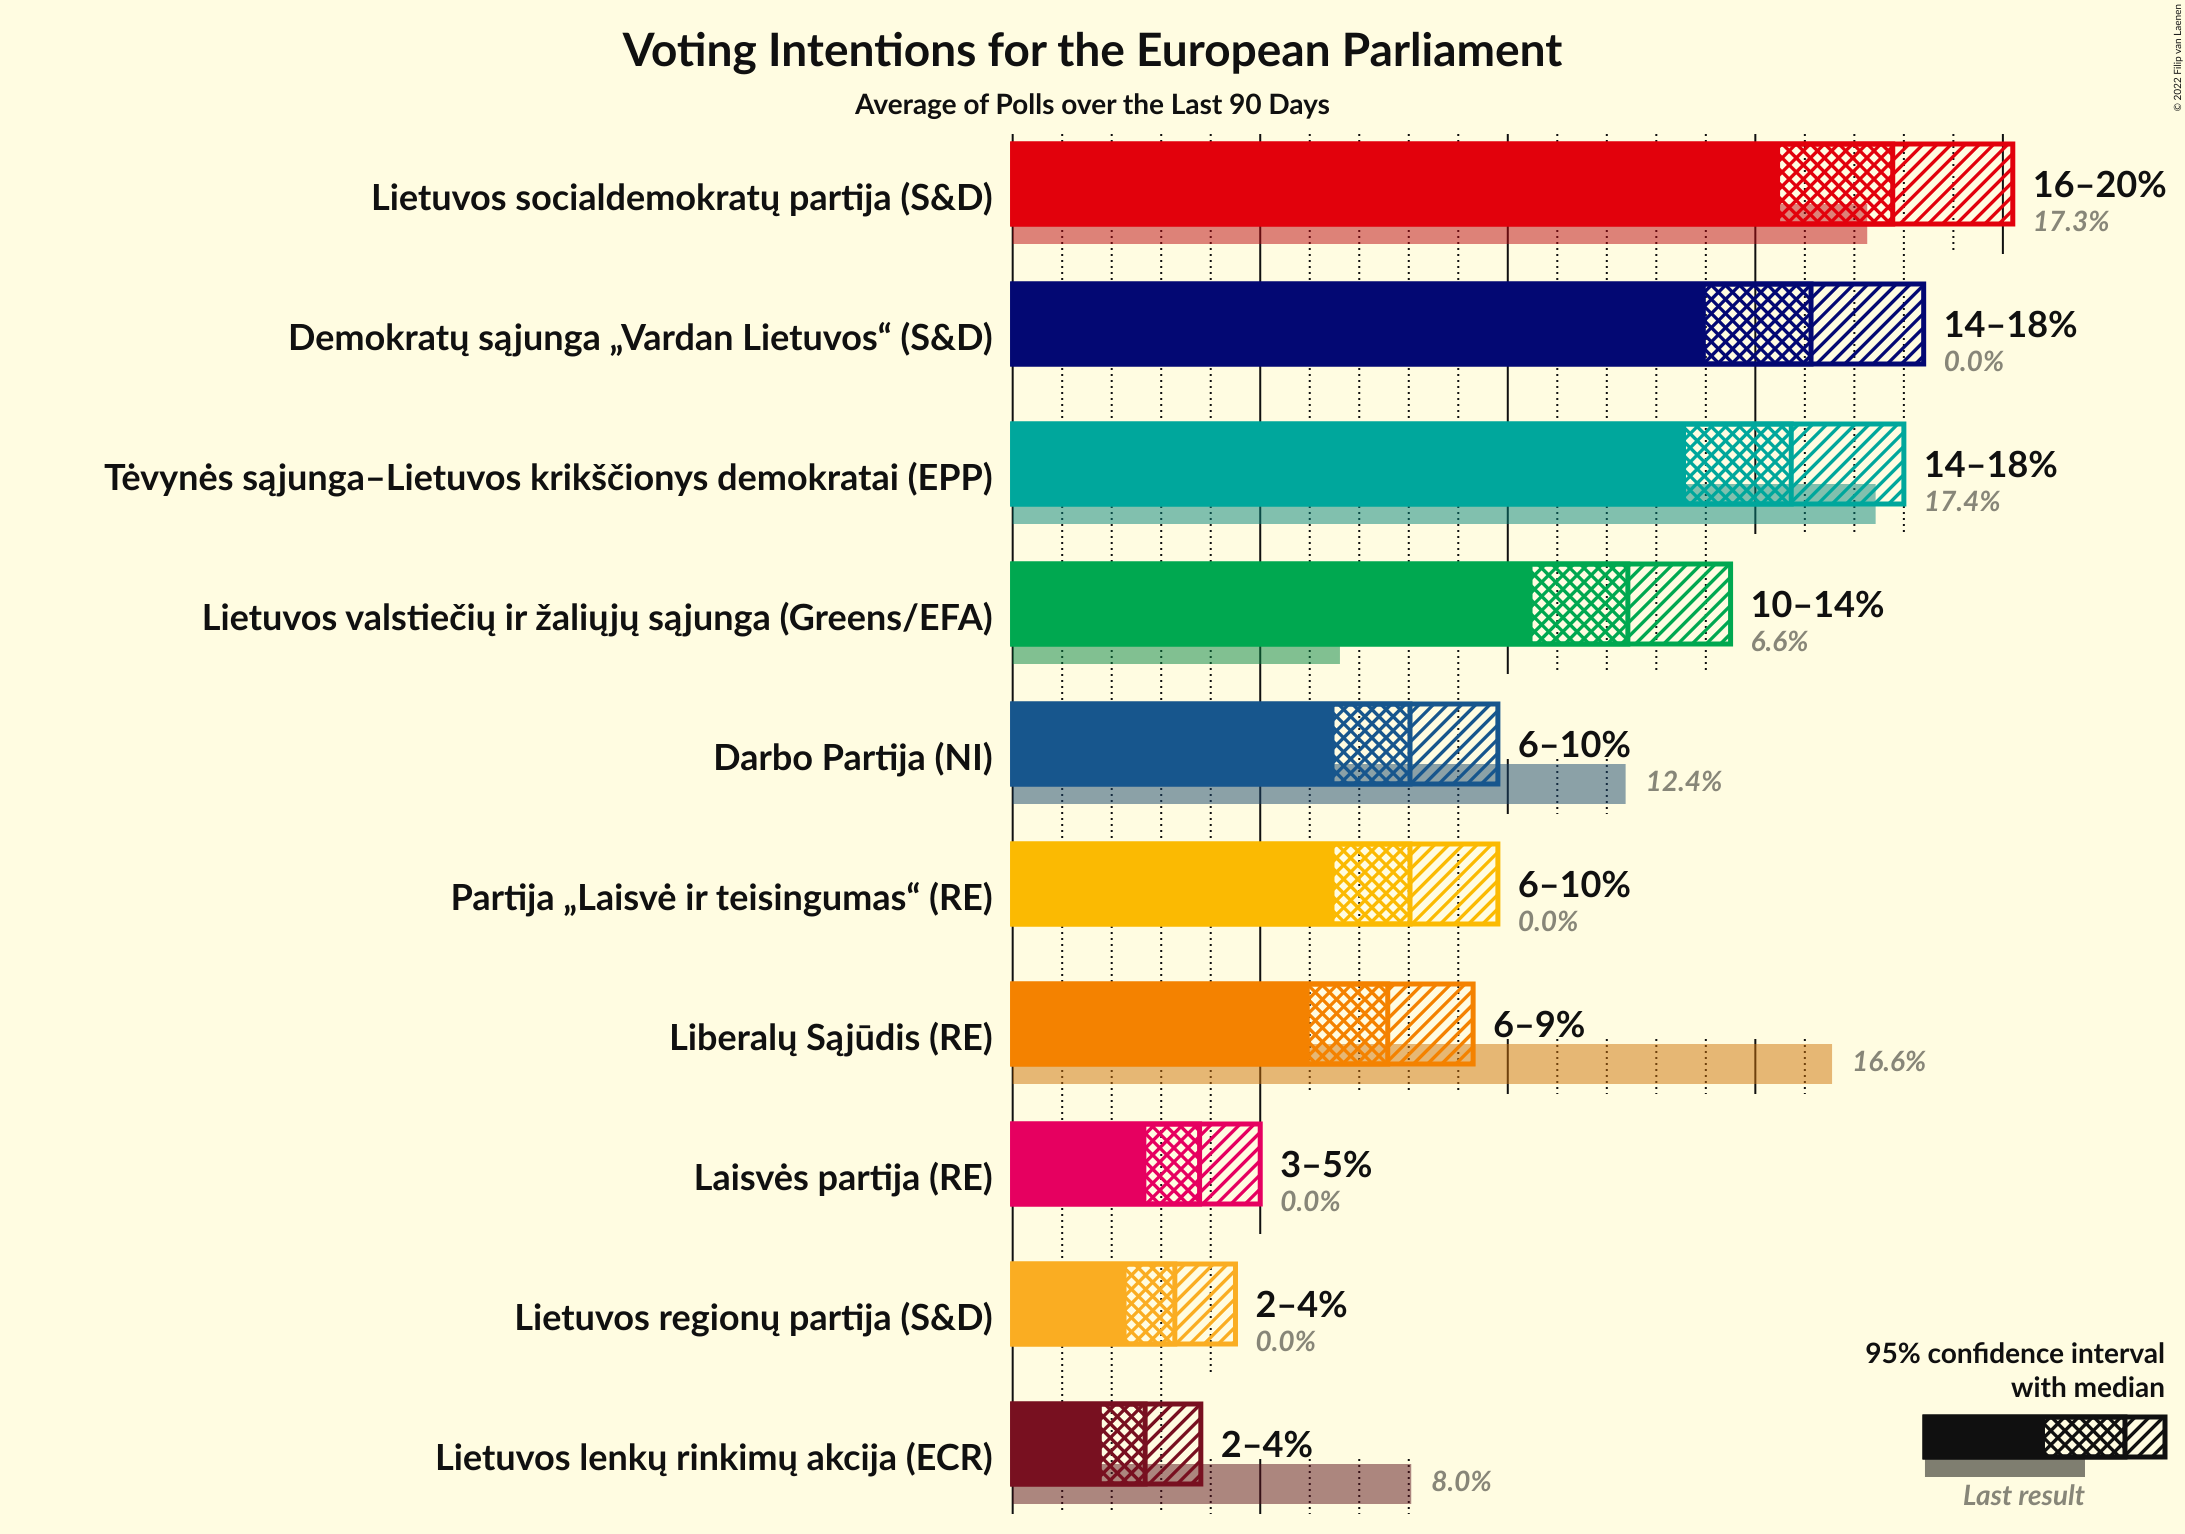 Voting Intentions for the European Parliament
Average of Polls over the Last 90 Days
© 2022 Filip van Laenen
Lietuvos socialdemokratų partija (S&D)
16–20%
17.3%
Demokratų sąjunga „Vardan Lietuvos“ (S&D)
14–18%
0.0%
Tėvynės sąjunga–Lietuvos krikščionys demokratai (EPP)
14–18%
17.4%
Lietuvos valstiečių ir žaliųjų sąjunga (Greens/EFA)
10–14%
6.6%
Darbo Partija (NI)
6–10%
12.4%
Partija „Laisvė ir teisingumas“ (RE)
6–10%
0.0%
Liberalų Sąjūdis (RE)
6–9%
16.6%
Laisvės partija (RE)
3–5%
0.0%
Lietuvos regionų partija (S&D)
2–4%
0.0%
Lietuvos lenkų rinkimų akcija (ECR)
2–4%
8.0%
95% confidence interval
with median
Last result